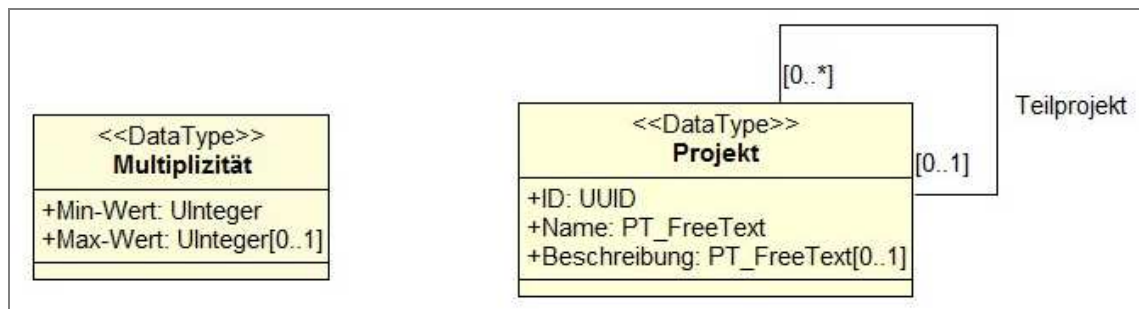 <<DataType>>
Multiplizität
+Min-Wert: UInteger
+Max-Wert: UInteger[0..1]
[0..*]
Teilprojekt
<<DataType>>
Projekt
[0..1]
+ID: UUID
+Name: PT_FreeText
+Beschreibung: PT_FreeText[0..1]